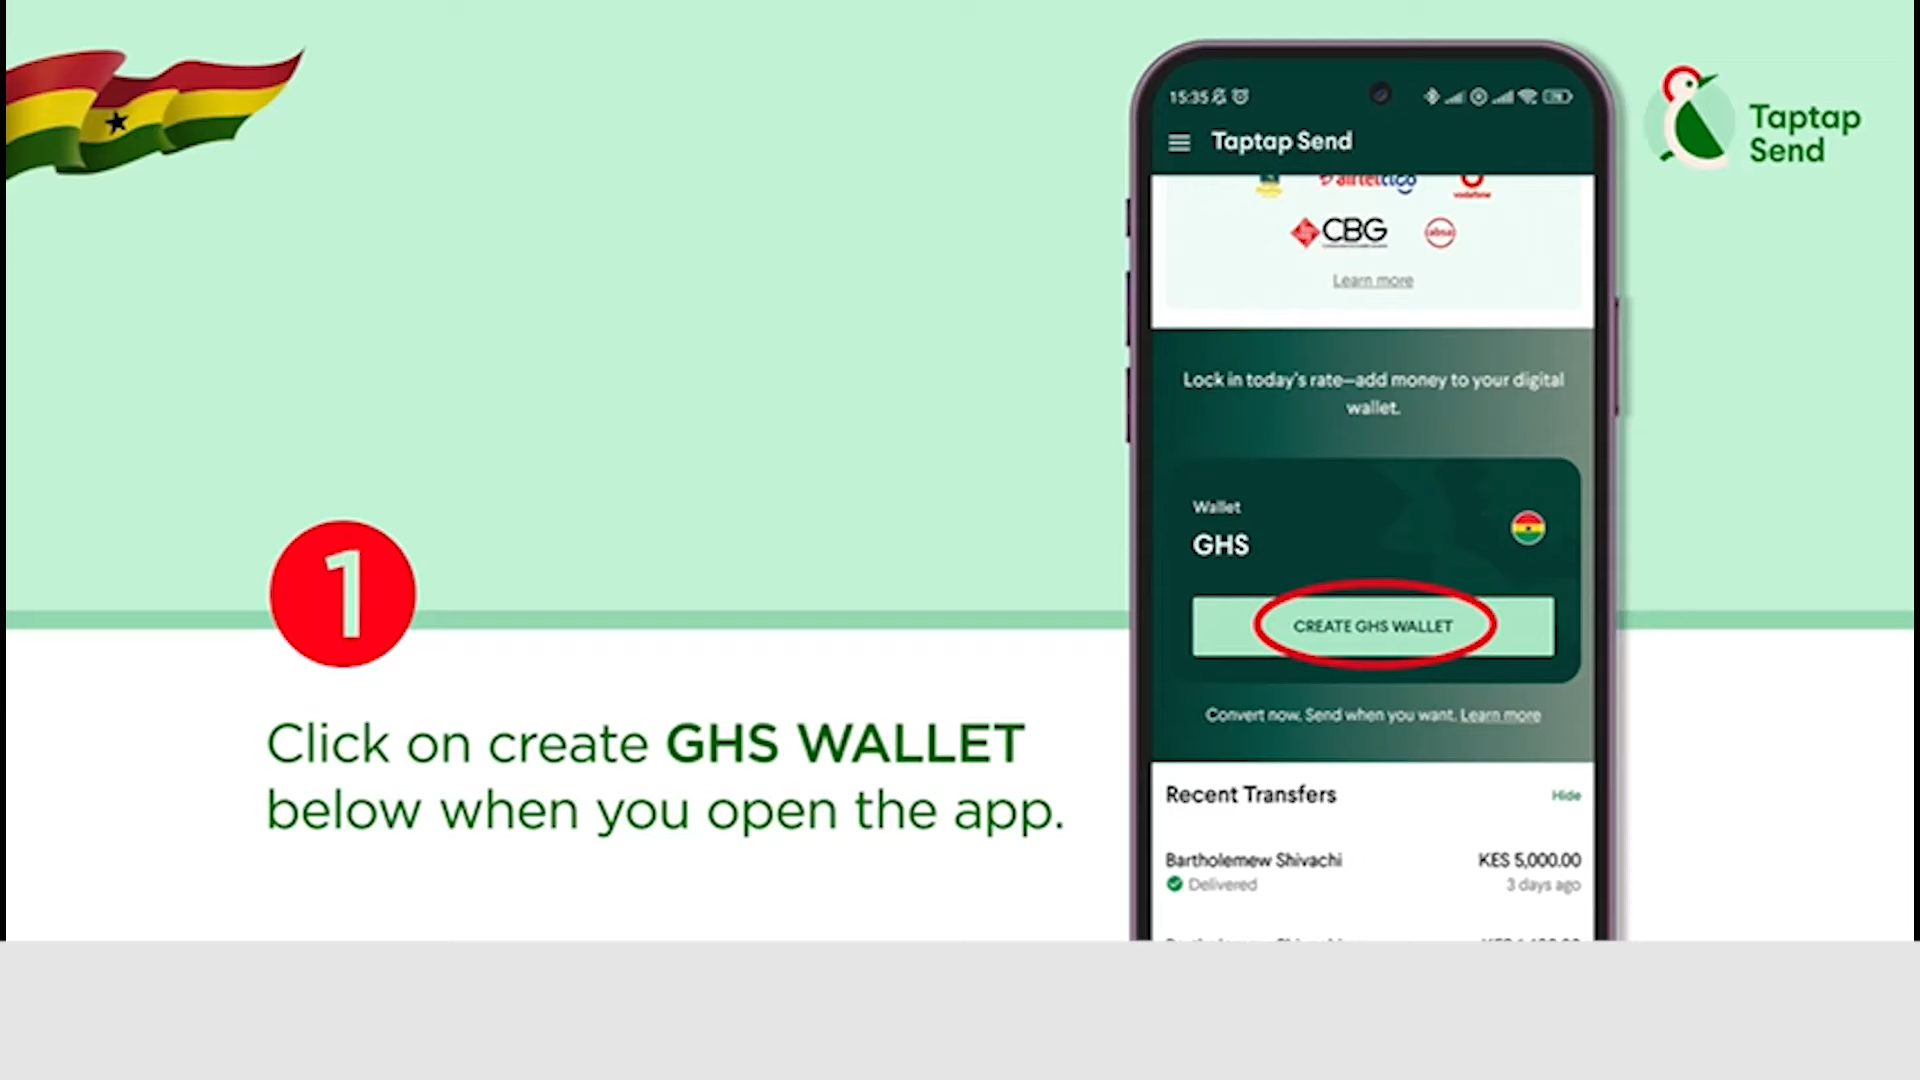 15:35
Taptap Send
Taptap
Send
airteltigo
vodafone
CBG
absa
Learn more
Lock in today's rate—add money to your digital
wallet.
Wallet
GHS
CREATE GHS WALLET
Convert now. Send when you want. Learn more
Recent Transfers Hide
Bartholemew Shivachi KES 5,000.00
Delivered 3 days ago
1
Click on create GHS WALLET
below when you open the app.